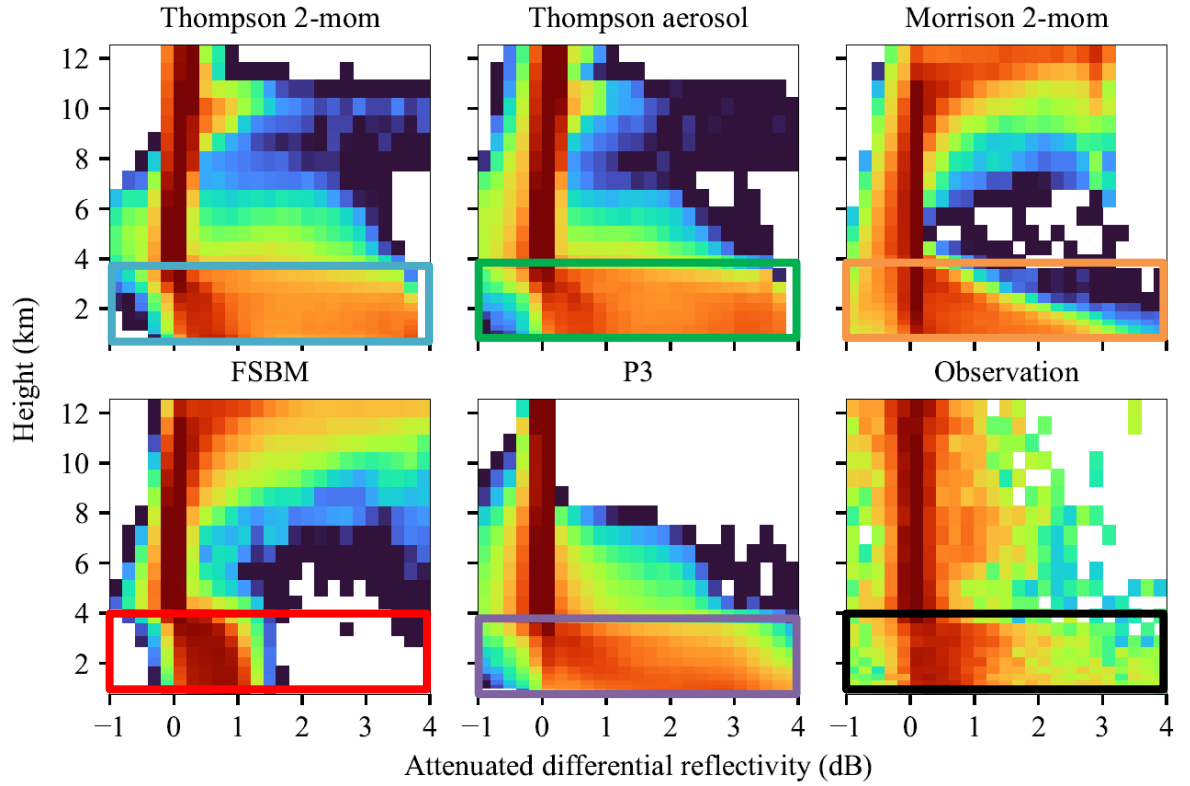 Thompson 2-mom
Thompson aerosol
Morrison 2-mom
12
10
8
6
4
2
Height (km)
FSBM
P3
Observation
12
10
8
6
4
2
−1 0 1 2 3 4
−1 0 1 2 3 4
−1 0 1 2 3 4
Attenuated differential reflectivity (dB)